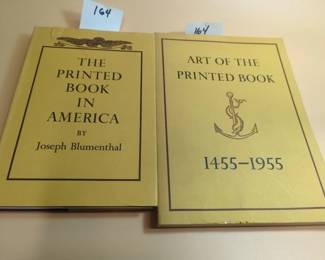 164
THE
PRINTED
BOOK
IN
AMERICA
BY
Joseph Blumenthal
164
ART OF THE
PRINTED BOOK
1455–1955